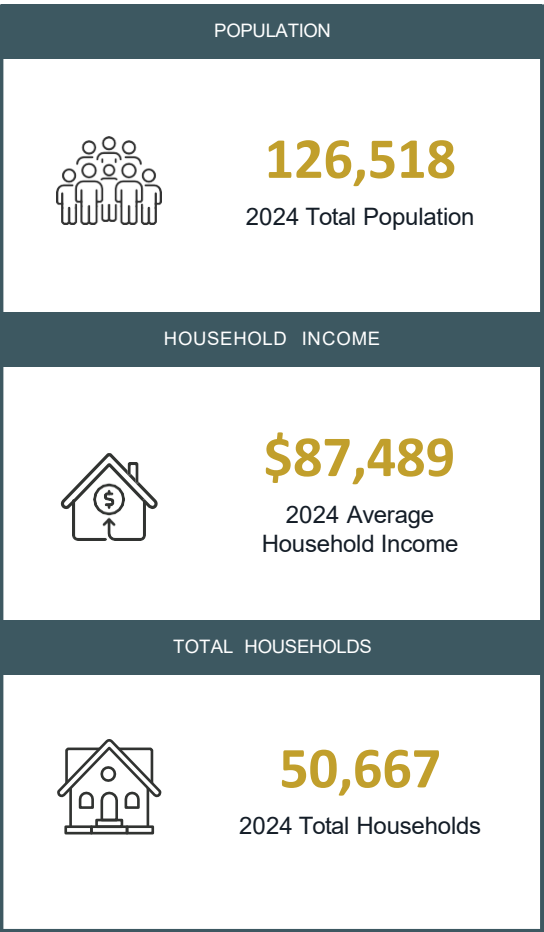 POPULATION
126,518
2024 Total Population
HOUSEHOLD INCOME
$
$87,489
2024 Average
Household Income
TOTAL HOUSEHOLDS
50,667
2024 Total Households